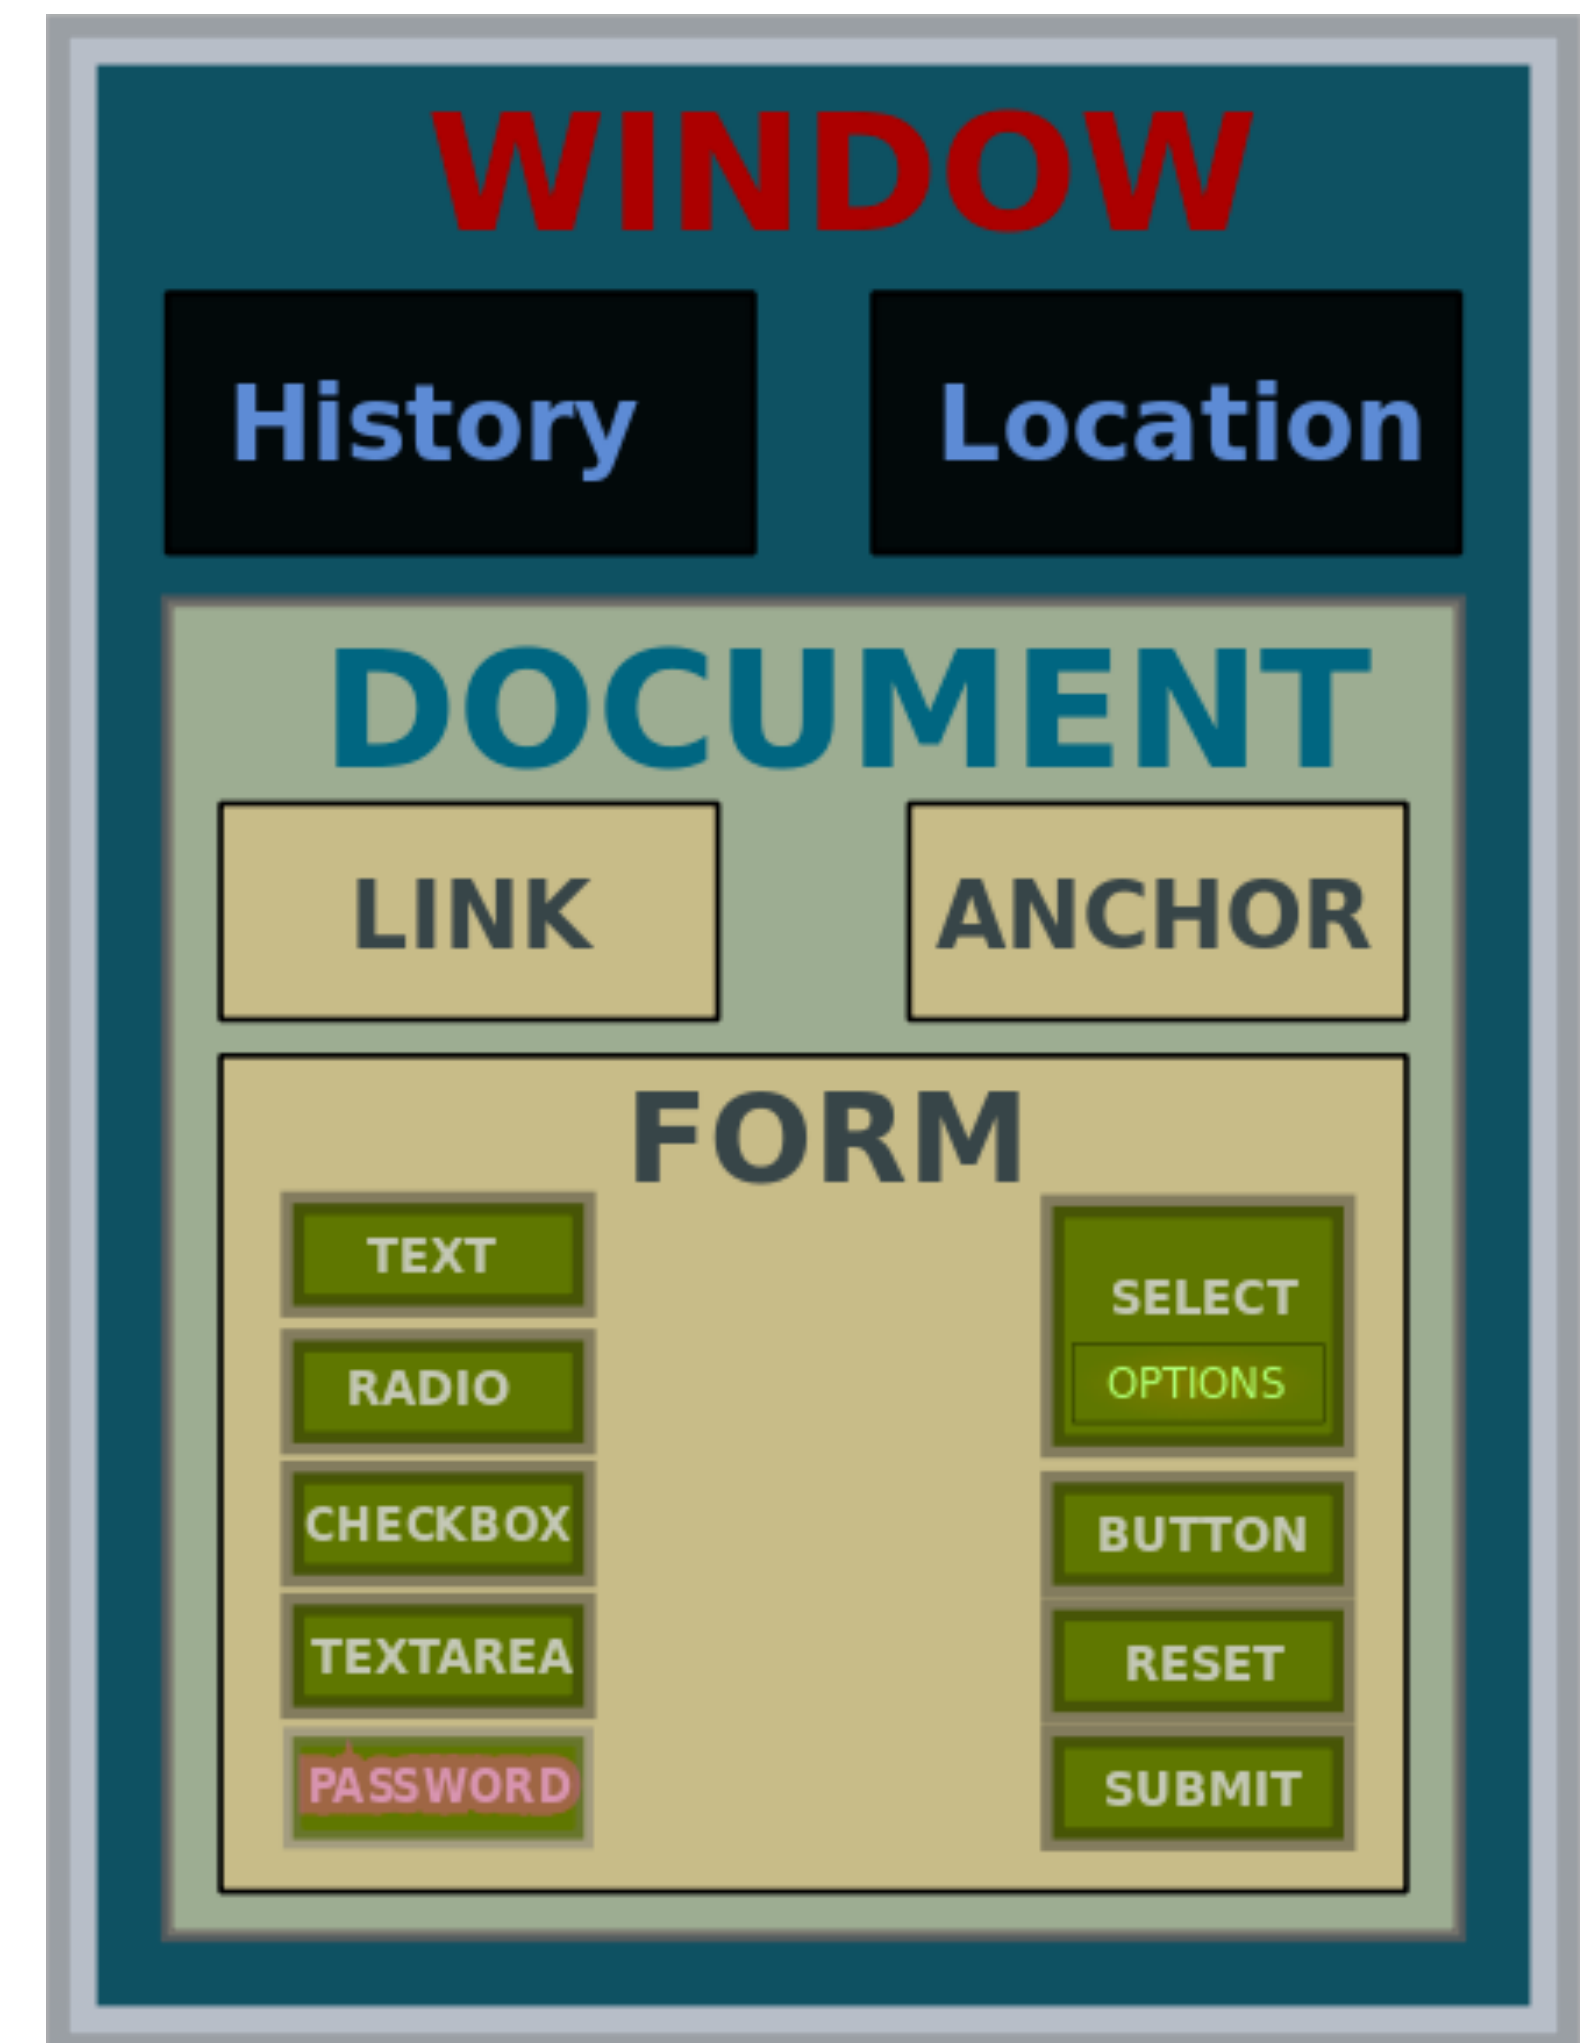 WINDOW
History
Location
DOCUMENT
LINK
ANCHOR
FORM
TEXT
RADIO
CHECKBOX
TEXTAREA
PASSWORD
SELECT
OPTIONS
BUTTON
RESET
SUBMIT